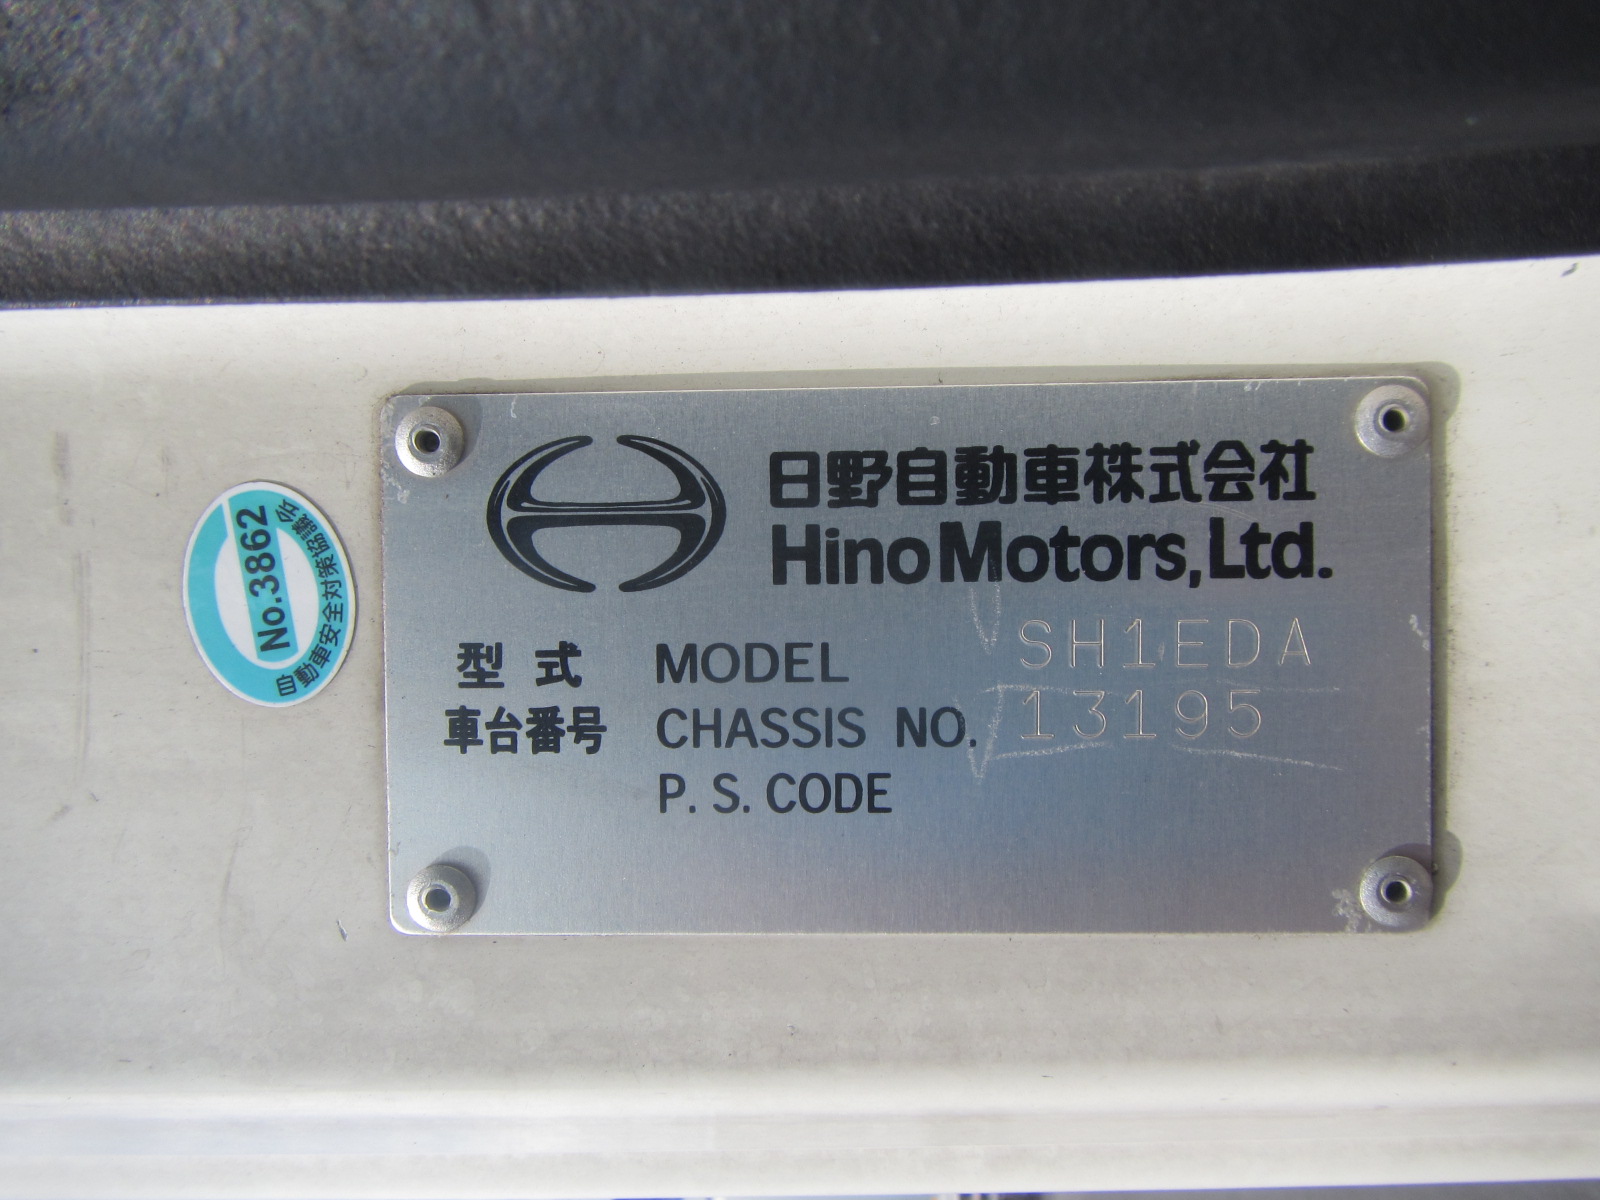 日野自動車株式会社
Hino Motors, Ltd.
型式 MODEL SH1EDA
車台番号 CHASSIS NO. 13195
P. S. CODE
No.3862
自動車安全対策協議会